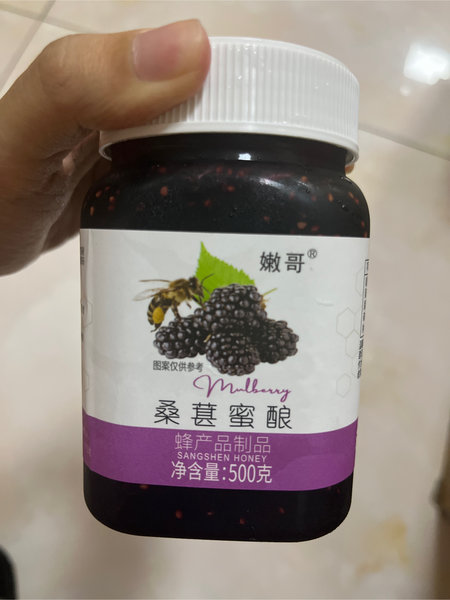 嫩哥®
图案仅供参考
Mulberry
桑葚蜜酿
蜂产品制品
SANGSHEN HONEY
净含量:500克